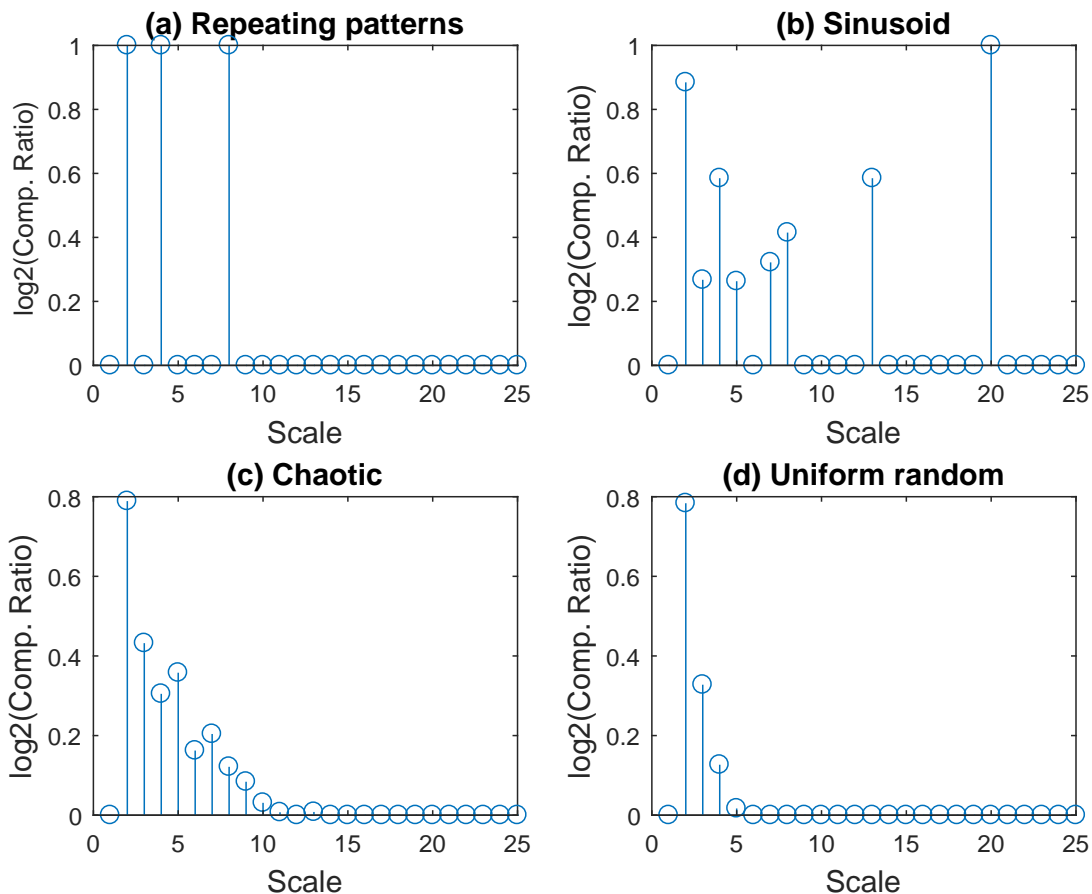 (a) Repeating patterns
1
0.8
0.6
0.4
0.2
0
log2(Comp. Ratio)
0 5 10 15 20 25
Scale
(b) Sinusoid
1
0.8
0.6
0.4
0.2
0
log2(Comp. Ratio)
0 5 10 15 20 25
Scale
(c) Chaotic
0.8
0.6
0.4
0.2
0
log2(Comp. Ratio)
0 5 10 15 20 25
Scale
(d) Uniform random
0.8
0.6
0.4
0.2
0
log2(Comp. Ratio)
0 5 10 15 20 25
Scale